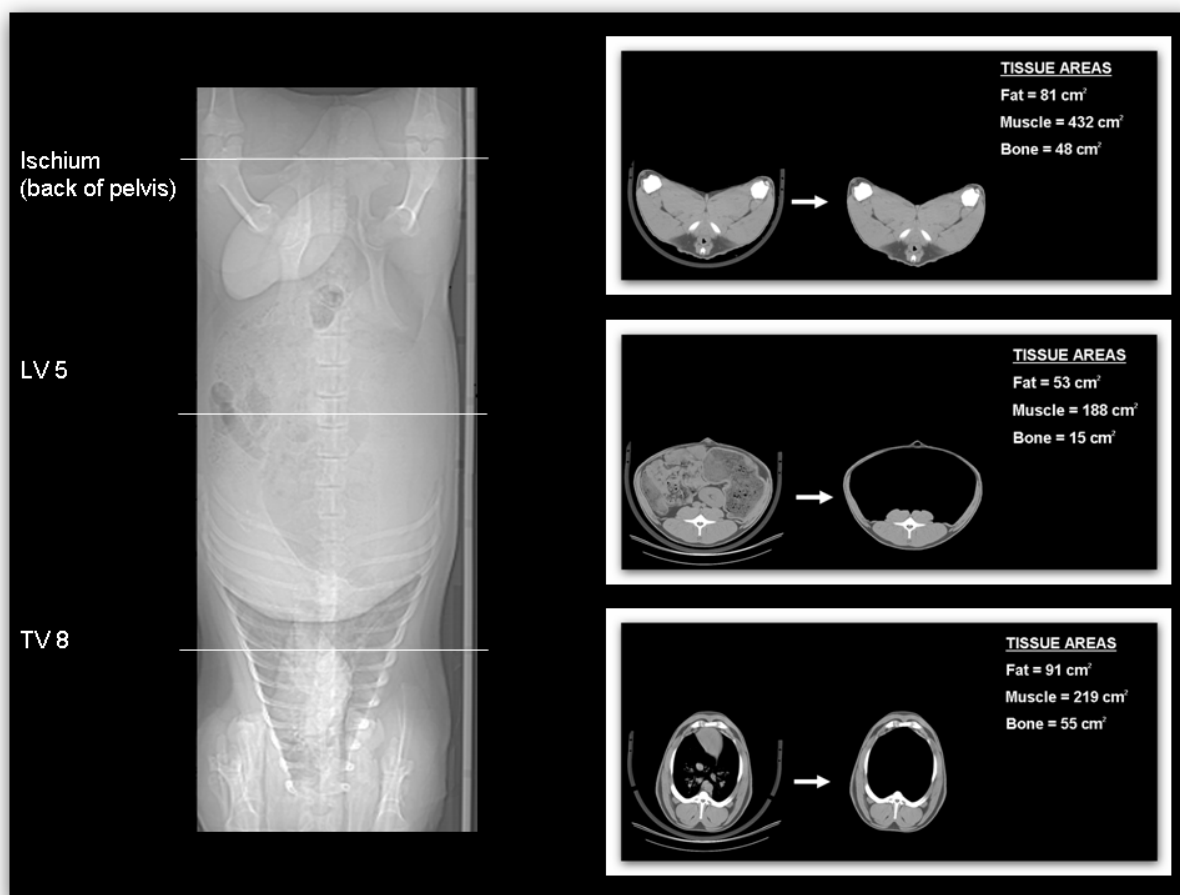 Ischium
(back of pelvis)
LV 5
TV 8
TISSUE AREAS
Fat = 81 cm²
Muscle = 432 cm²
Bone = 48 cm²
TISSUE AREAS
Fat = 53 cm²
Muscle = 188 cm²
Bone = 15 cm²
TISSUE AREAS
Fat = 91 cm²
Muscle = 219 cm²
Bone = 55 cm²